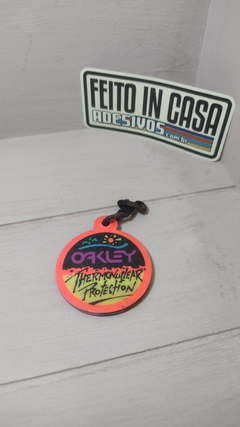 FEITO IN CASA
ADESIVOS.com.br
OAKLEY
THERMONUCLEAR
PROTECTION